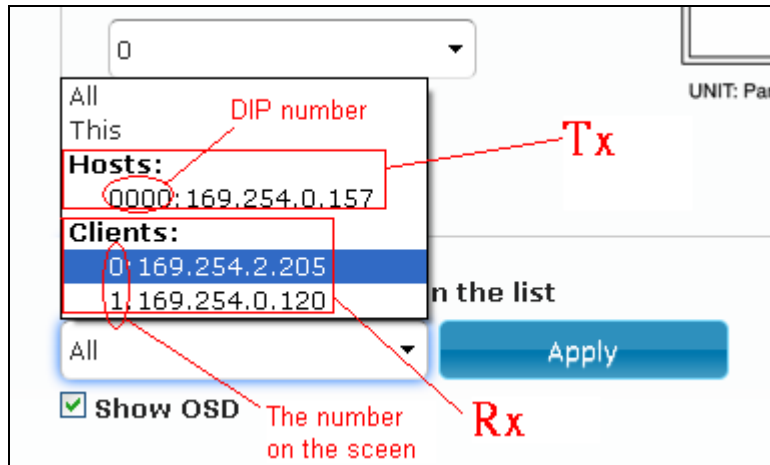 0
All
This
DIP number
UNIT: Pa
Tx
Hosts:
0000:169.254.0.157
Clients:
0:169.254.2.205
1:169.254.0.120
n the list
All
Apply
Show OSD
The number
on the sceen
Rx